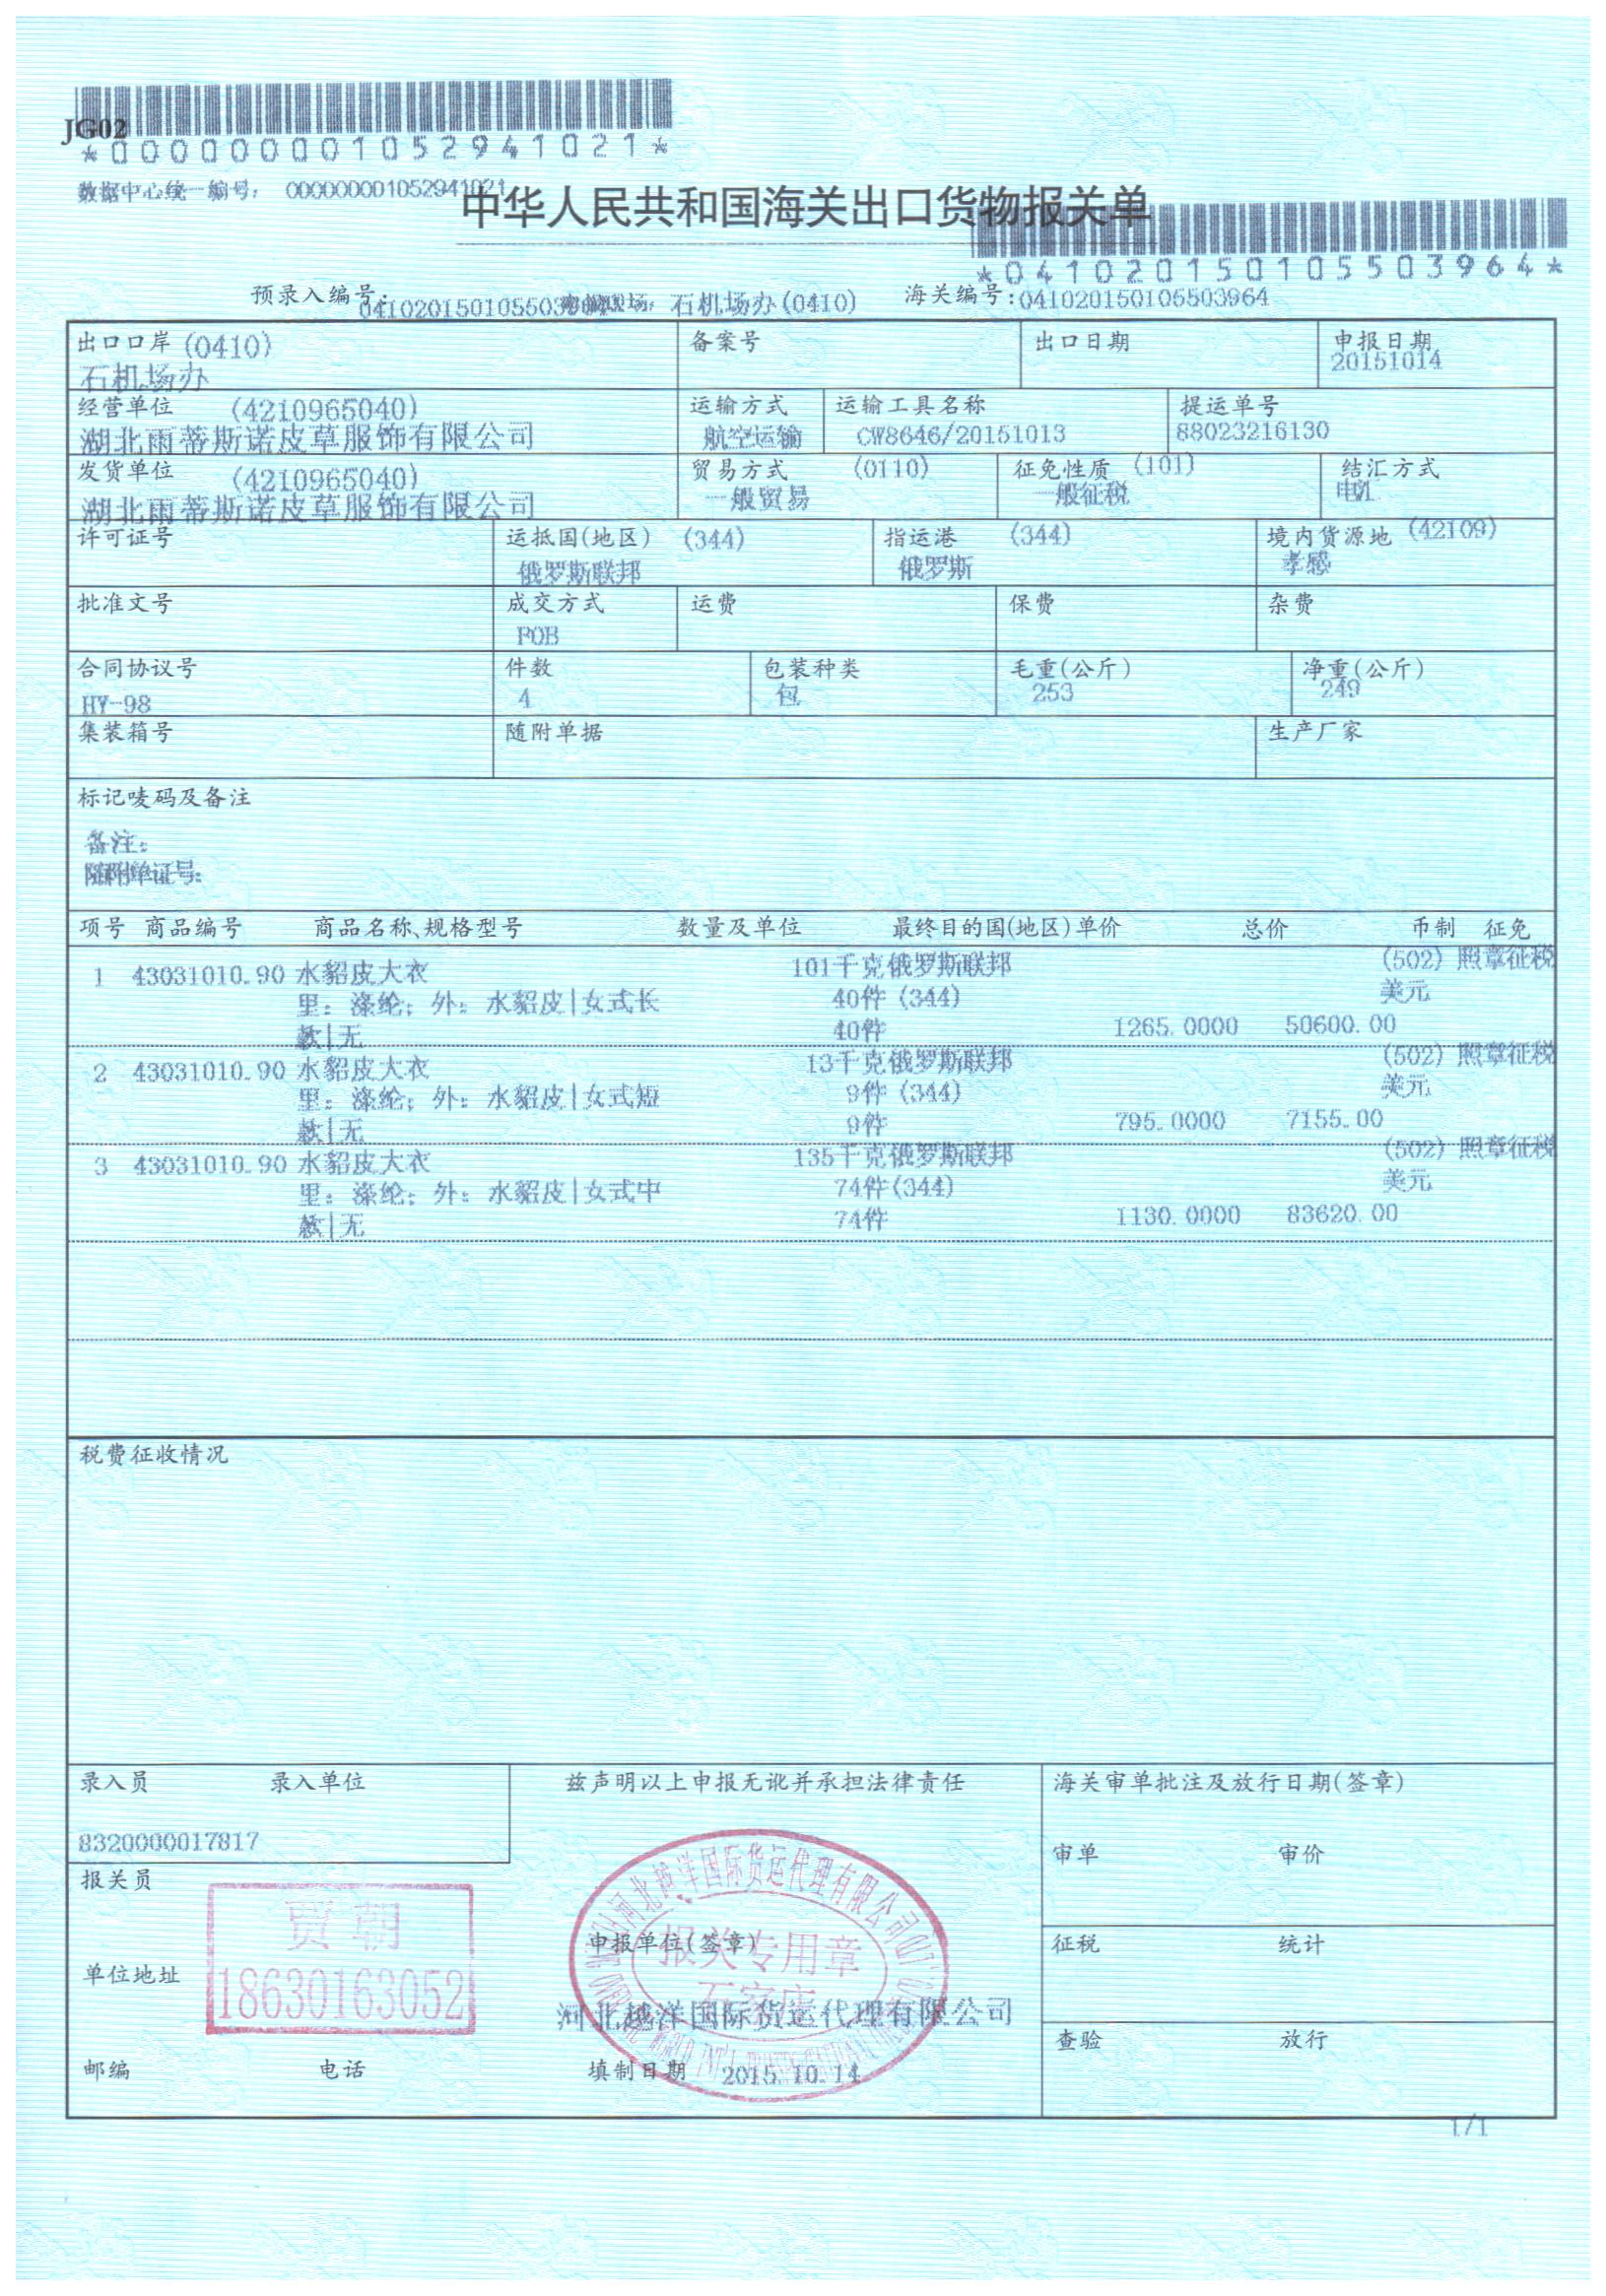 JG02
*000000001052941021*
数据中心统一编号： 000000001052941021
中华人民共和国海关出口货物报关单
*041020150105503964*
预录入编号： 石机场办(0410) 海关编号:041020150105503964
出口口岸 (0410) 备案号 出口日期 申报日期
石机场办 20151014
经营单位 (4210965040) 运输方式 运输工具名称 提运单号
湖北雨蒂斯诺皮草服饰有限公司 航空运输 CW8646/20151013 88023216130
发货单位 (4210965040) 贸易方式 (0110) 征免性质 (101) 结汇方式
湖北雨蒂斯诺皮草服饰有限公司 一般贸易 一般征税 电汇
许可证号 运抵国(地区) (344) 指运港 (344) 境内货源地 (42109)
俄罗斯联邦 俄罗斯 孝感
批准文号 成交方式 运费 保费 杂费
FOB
合同协议号 件数 包装种类 毛重(公斤) 净重(公斤)
HY-98 4 包 253 249
集装箱号 随附单据 生产厂家
标记唛码及备注
备注：
随附单证号：
项号 商品编号 商品名称、规格型号 数量及单位 最终目的国(地区) 单价 总价 币制 征免
1 43031010.90 水貂皮大衣 101千克 俄罗斯联邦 (502) 照章征税
里：涤纶；外：水貂皮|女式长 40件 (344) 美元
款|无 40件 1265.0000 50600.00
2 43031010.90 水貂皮大衣 13千克 俄罗斯联邦 (502) 照章征税
里：涤纶；外：水貂皮|女式短 9件 (344) 美元
款|无 9件 795.0000 7155.00
3 43031010.90 水貂皮大衣 135千克 俄罗斯联邦 (502) 照章征税
里：涤纶；外：水貂皮|女式中 74件 (344) 美元
款|无 74件 1130.0000 83620.00
税费征收情况
录入员 录入单位 兹声明以上申报无讹并承担法律责任 海关审单批注及放行日期(签章)
8320000017817
审单 审价
报关员
贾朝
18630163052
河北越洋国际货运代理有限公司
报关专用章
石家庄
申报单位(签章) 征税 统计
单位地址
河北越洋国际货运代理有限公司
查验 放行
邮编 电话 填制日期 2015.10.14
1/1